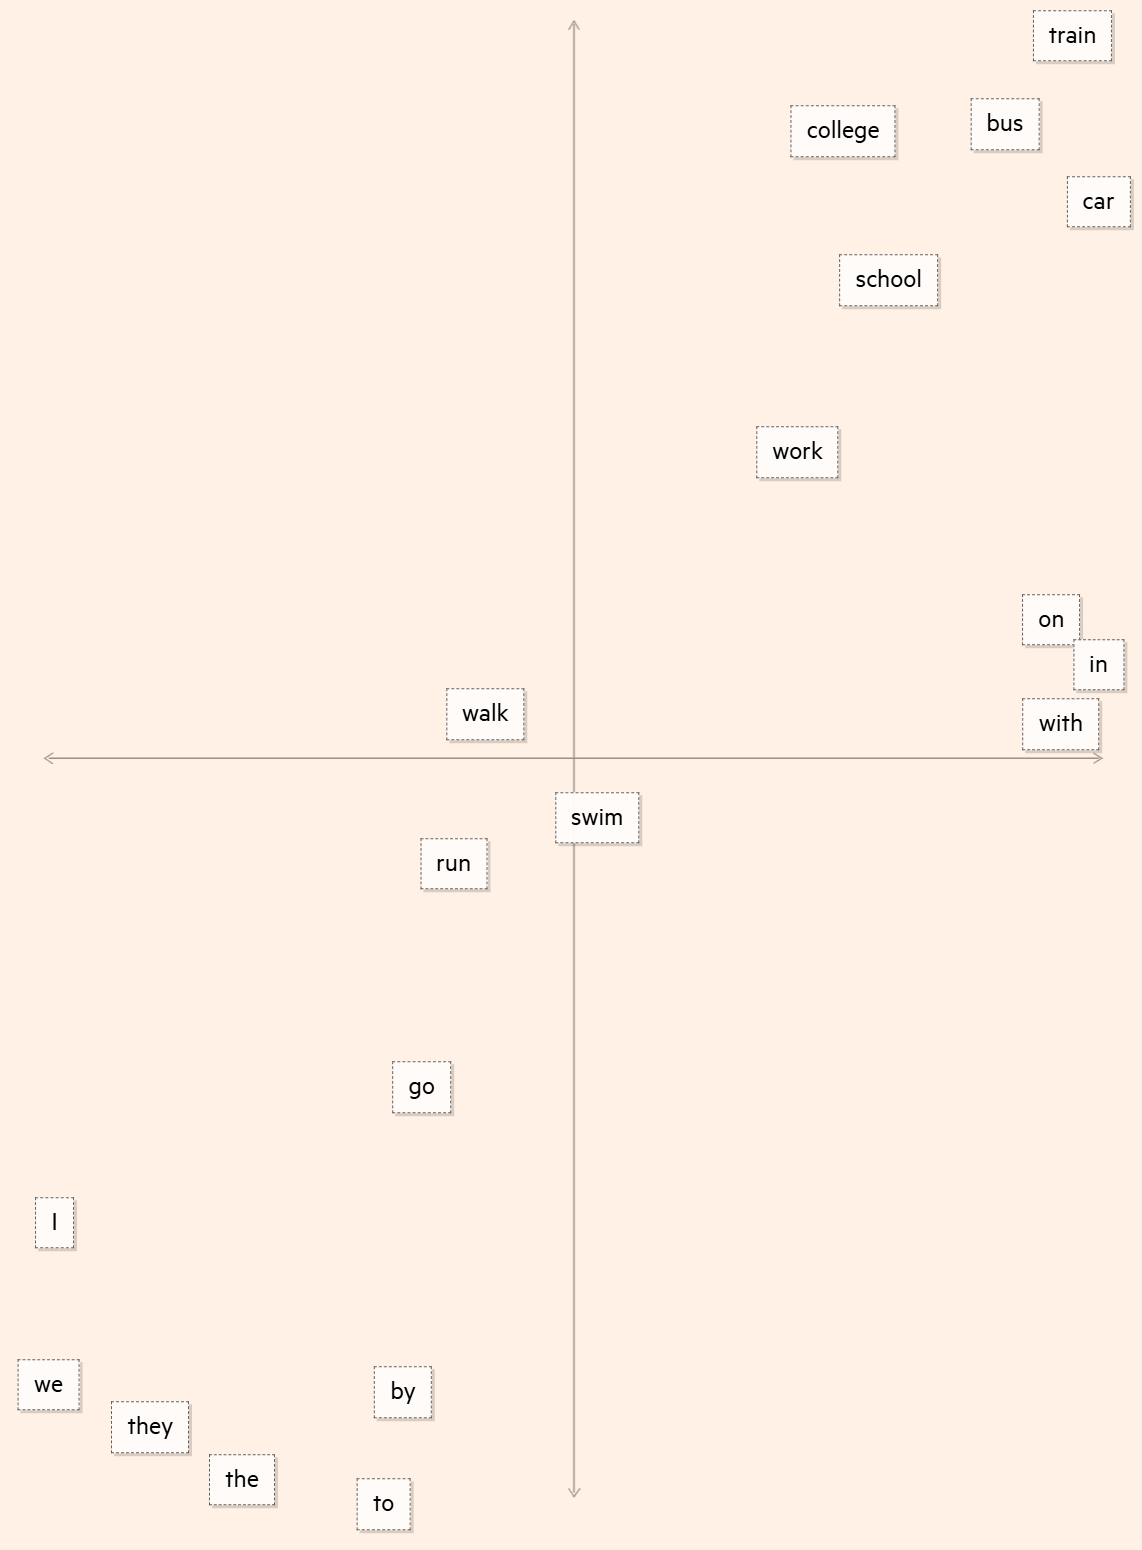 train
bus
college
car
school
work
on
in
walk
with
swim
run
go
I
we
by
they
the
to